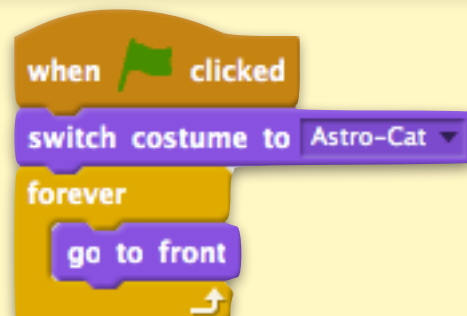 when clicked
switch costume to Astro-Cat
forever
go to front